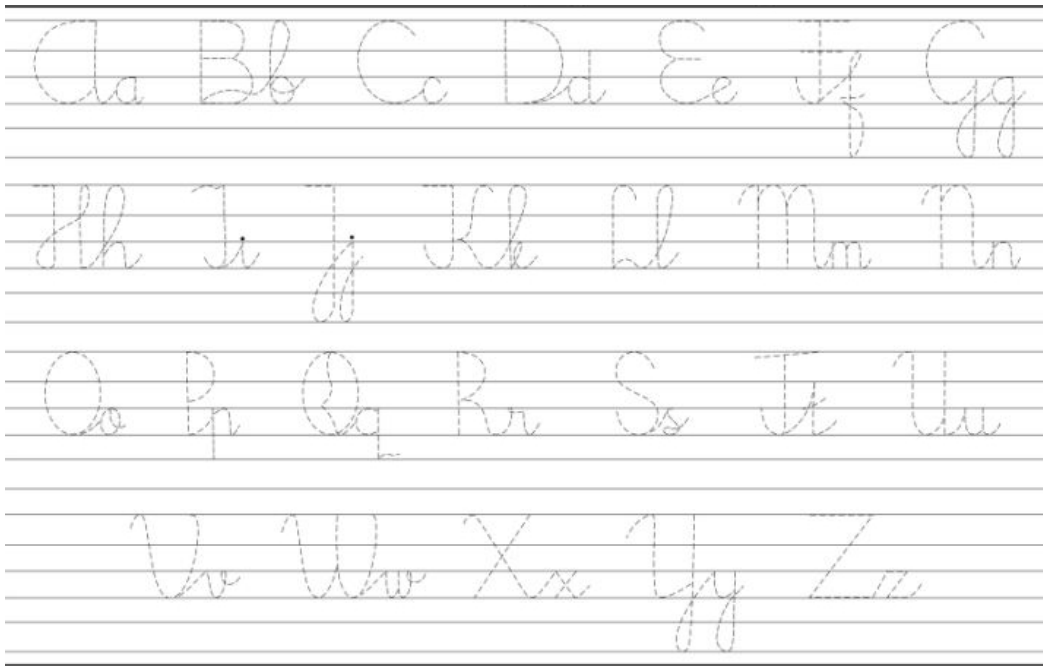 Aa Bb Cc Dd Ee Ff Gg
Hh Ii Jj Kk Ll Mm Nn
Oo Pp Qq Rr Ss Tt Uu
Vv Ww Xx Yy Zz